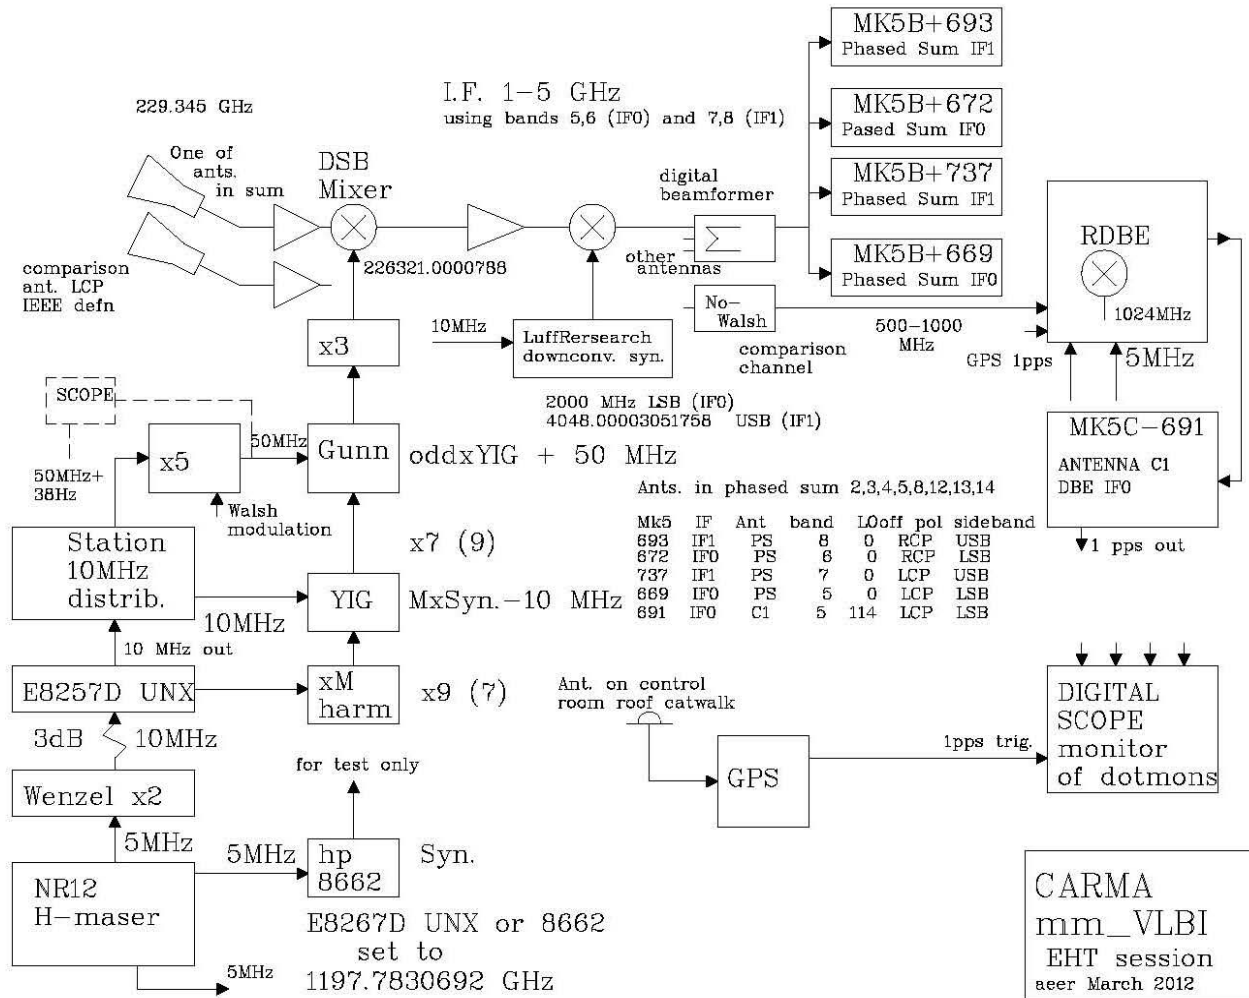 MK5B+693
Phased Sum IF1
229.345 GHz
I.F. 1-5 GHz
using bands 5,6 (IF0) and 7,8 (IF1)
MK5B+672
Pased Sum IF0
One of
ants.
in sum
DSB
Mixer
digital
beamformer
MK5B+737
Phased Sum IF1
RDBE
1024MHz
other
antennas
MK5B+669
Phased Sum IF0
226321.0000788
comparison
ant. LCP
IEEE defn
No-
Walsh
500-1000
MHz
comparison
channel
GPS 1pps
5MHz
x3
10MHz
LuffRersearch
downconv. syn.
2000 MHz LSB (IF0)
4048.00003051758 USB (IF1)
SCOPE
50MHz+
38Hz
x5
50MHz
Gunn
oddxYIG + 50 MHz
Walsh
modulation
MK5C-691
ANTENNA C1
DBE IF0
1 pps out
Ants. in phased sum 2,3,4,5,8,12,13,14
Mk5 IF Ant band LOoff pol sideband
693 IF1 PS 8 0 RCP USB
672 IF0 PS 6 0 RCP LSB
737 IF1 PS 7 0 LCP USB
669 IF0 PS 5 0 LCP LSB
691 IF0 C1 5 114 LCP LSB
Station
10MHz
distrib.
x7 (9)
10MHz
YIG
MxSyn.-10 MHz
10 MHz out
E8257D UNX
xM
harm
x9 (7)
3dB
10MHz
Wenzel x2
for test only
Ant. on control
room roof catwalk
GPS
1pps trig.
DIGITAL
SCOPE
monitor
of dotmons
5MHz
5MHz
hp
8662
Syn.
NR12
H-maser
5MHz
E8267D UNX or 8662
set to
1197.7830692 GHz
CARMA
mm_VLBI
EHT session
aeer March 2012